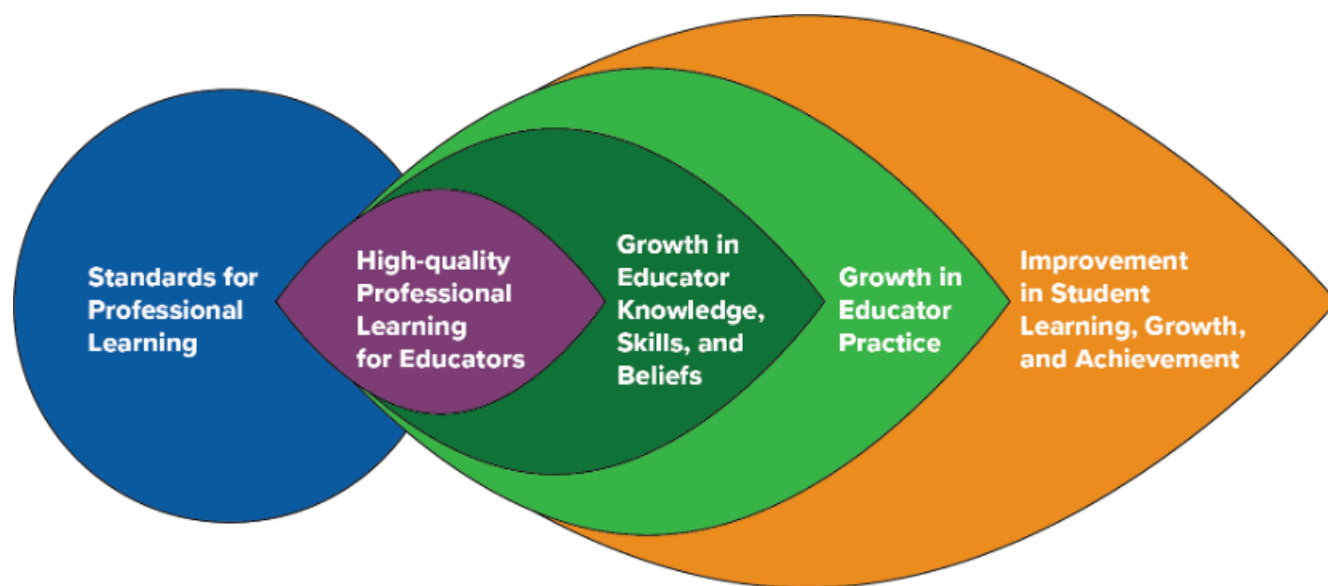 Standards for
Professional
Learning
High-quality
Professional
Learning
for Educators
Growth in
Educator
Knowledge,
Skills, and
Beliefs
Growth in
Educator
Practice
Improvement
in Student
Learning, Growth,
and Achievement